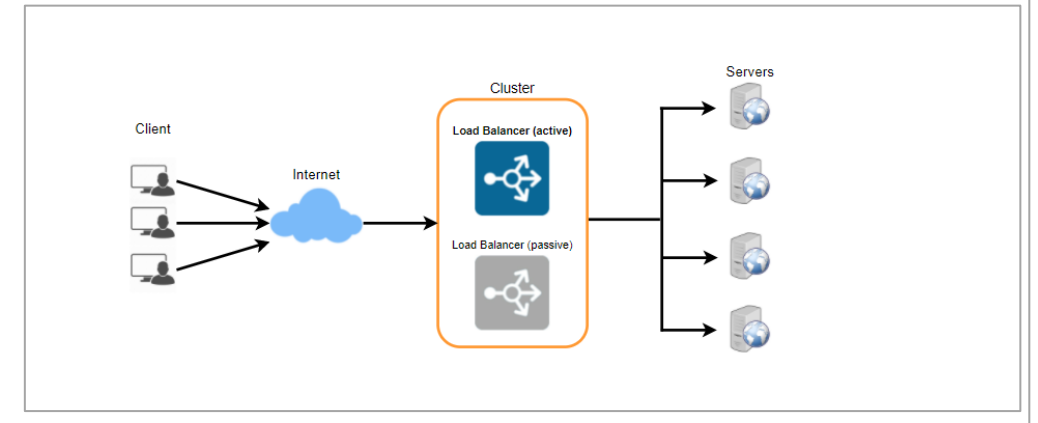 Client
Internet
Cluster
Load Balancer (active)
Load Balancer (passive)
Servers